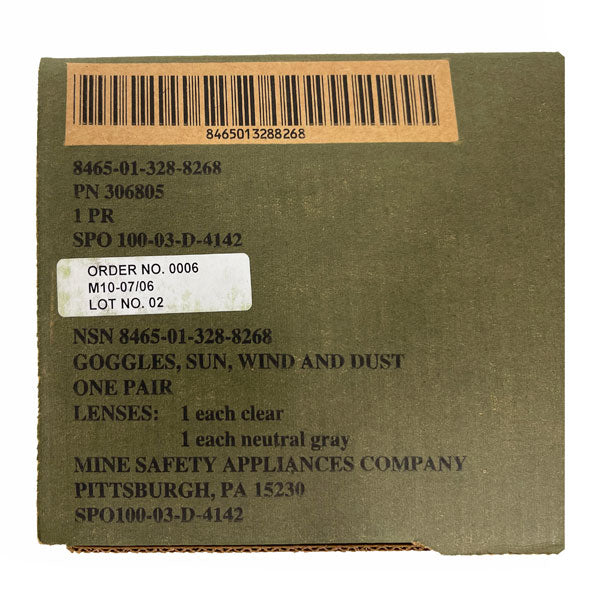 8465013288268
8465-01-328-8268
PN 306805
1 PR
SPO 100-03-D-4142
ORDER NO. 0006
M10-07/06
LOT NO. 02
NSN 8465-01-328-8268
GOGGLES, SUN, WIND AND DUST
ONE PAIR
LENSES: 1 each clear
1 each neutral gray
MINE SAFETY APPLIANCES COMPANY
PITTSBURGH, PA 15230
SPO100-03-D-4142